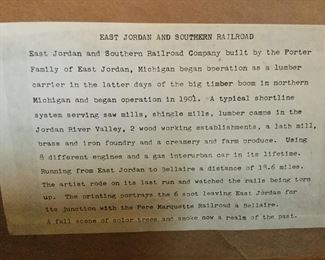 EAST JORDAN AND SOUTHERN RAILROAD
East Jordan and Southern Railroad Company built by the Porter
Family of East Jordan, Michigan began operation as a lumber
carrier in the latter days of the big timber boom in northern
Michigan and began operation in 1901. A typical shortline
system serving saw mills, shingle mills, lumber camps in the
Jordan River Valley, 2 wood working establishments, a lath mill,
brass and iron foundry and a creamery and farm produce. Using
8 different engines and a gas interurban car in its lifetime.
Running from East Jordan to Bellaire a distance of 18.6 miles.
The artist rode on its last run and watched the rails being torn
up. The painting portrays the 6 spot leaving East Jordan for
its junction with the Pere Marquette Railroad a Bellaire.
A full scene of color trees and smoke now a realm of the past.